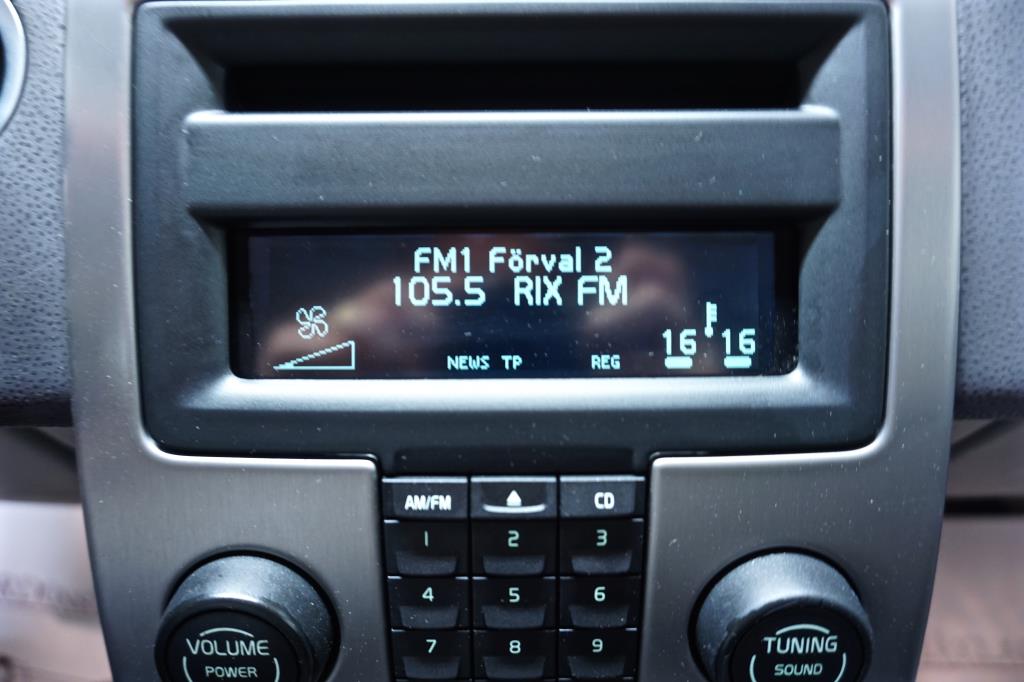 FM1 Förval 2
105.5 RIX FM
16 16
NEWS TP REG
AM/FM CD
1 2 3
4 5 6
7 8 9
VOLUME
POWER
TUNING
SOUND